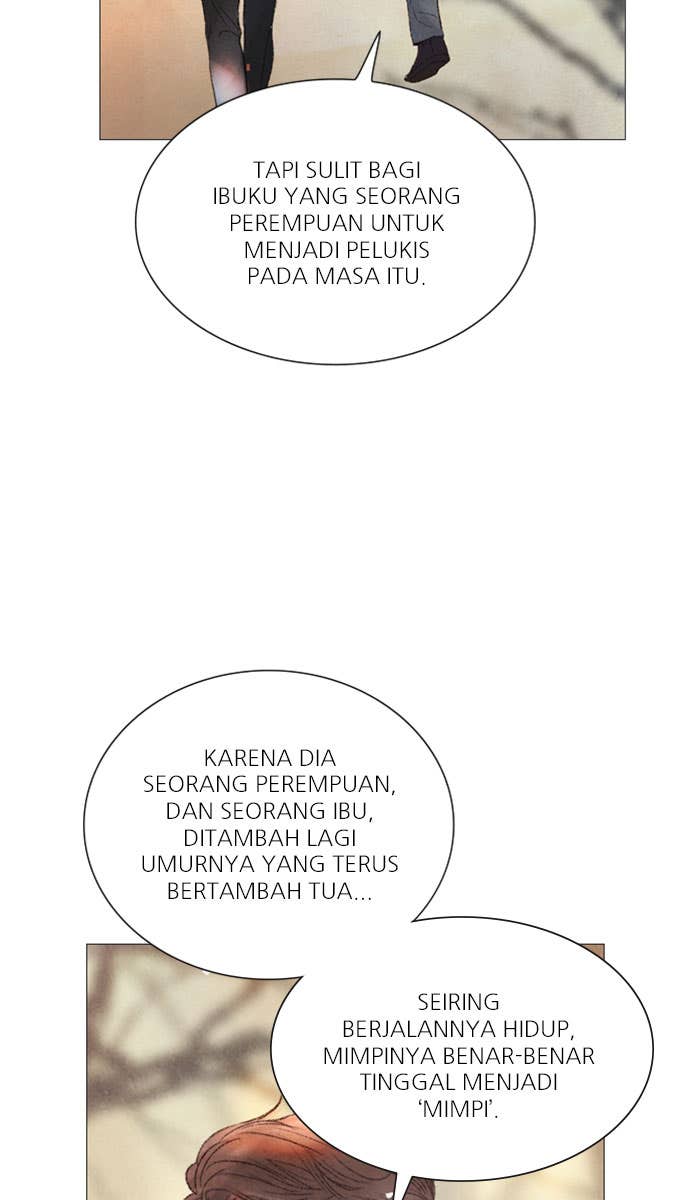 TAPI SULIT BAGI
IBUKU YANG SEORANG
PEREMPUAN UNTUK
MENJADI PELUKIS
PADA MASA ITU.
KARENA DIA
SEORANG PEREMPUAN,
DAN SEORANG IBU,
DITAMBAH LAGI
UMURNYA YANG TERUS
BERTAMBAH TUA...
SEIRING
BERJALANNYA HIDUP,
MIMPINYA BENAR-BENAR
TINGGAL MENJADI
‘MIMPI’.